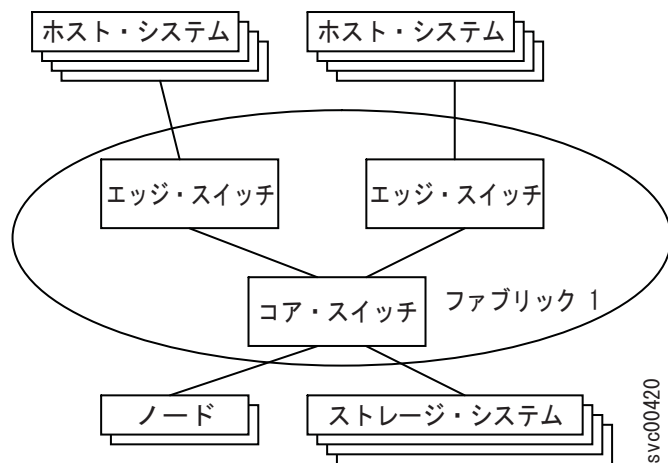 ホスト・システム
ホスト・システム
エッジ・スイッチ
エッジ・スイッチ
コア・スイッチ
ファブリック 1
ノード
ストレージ・システム
svc00420